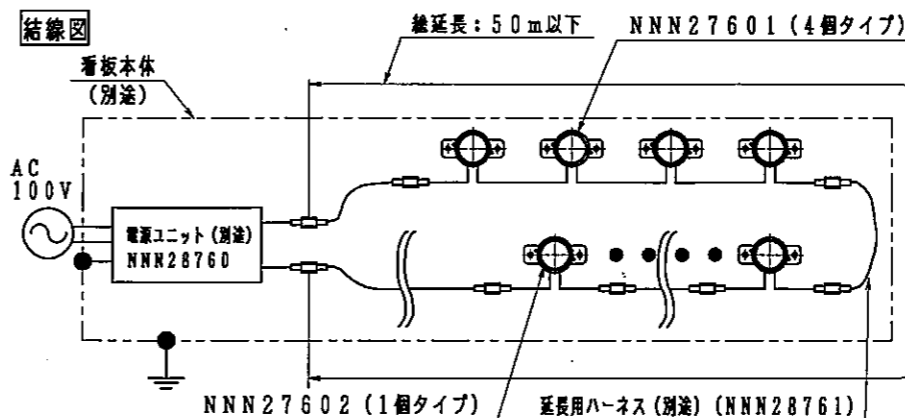 結線図
総延長：50m以下
NNN27601（4個タイプ）
看板本体
（別途）
AC
100V
電源ユニット（別途）
NNN28760
NNN27602（1個タイプ）
延長用ハーネス（別途）（NNN28761）